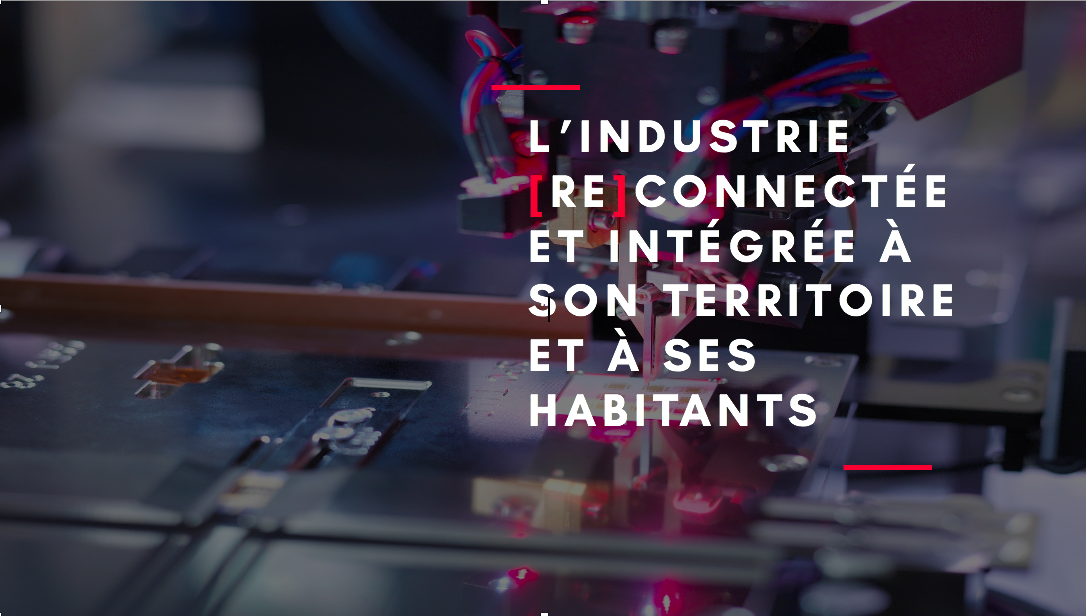 L’INDUSTRIE
[RE]CONNECTÉE
ET INTÉGRÉE À
SON TERRITOIRE
ET À SES
HABITANTS